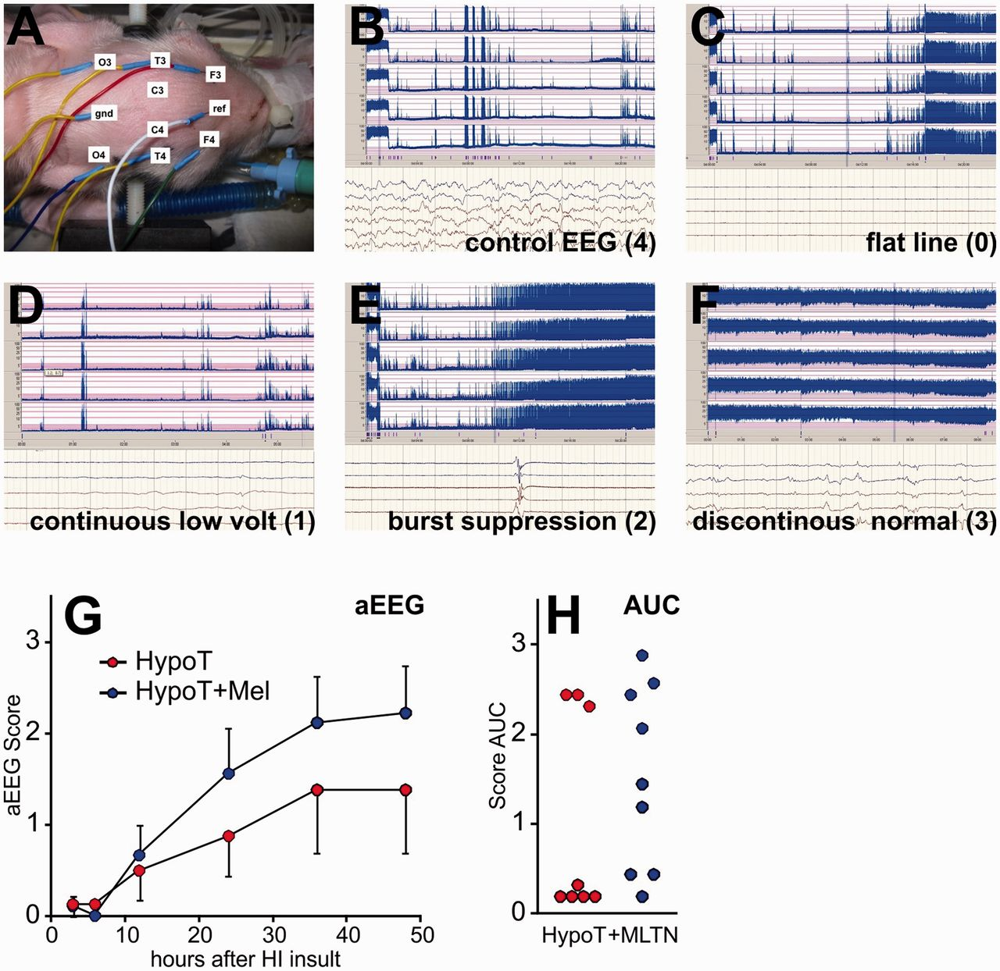 A
O3
T3
F3
C3
gnd
ref
C4
F4
O4
T4
B
control EEG (4)
C
flat line (0)
D
continuous low volt (1)
E
burst suppression (2)
F
discontinous normal (3)
G
aEEG
3
2
1
0
aEEG Score
HypoT
HypoT+Mel
0 10 20 30 40 50
hours after HI insult
H
AUC
3
2
1
0
Score AUC
HypoT+MLTN